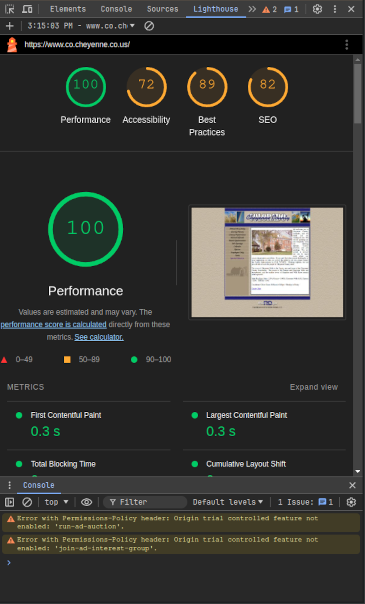 Elements Console Sources Lighthouse 2 1
3:15:03 PM - www.co.ch
https://www.co.cheyenne.co.us/
100 72 89 82
Performance Accessibility Best Practices SEO
100
Performance
Values are estimated and may vary. The
performance score is calculated directly from these
metrics. See calculator.
0–49 50–89 90–100
METRICS Expand view
First Contentful Paint Largest Contentful Paint
0.3 s 0.3 s
Total Blocking Time Cumulative Layout Shift
Console
top Filter Default levels 1 Issue: 1
Error with Permissions-Policy header: Origin trial controlled feature not
enabled: 'run-ad-auction'.
Error with Permissions-Policy header: Origin trial controlled feature not
enabled: 'join-ad-interest-group'.